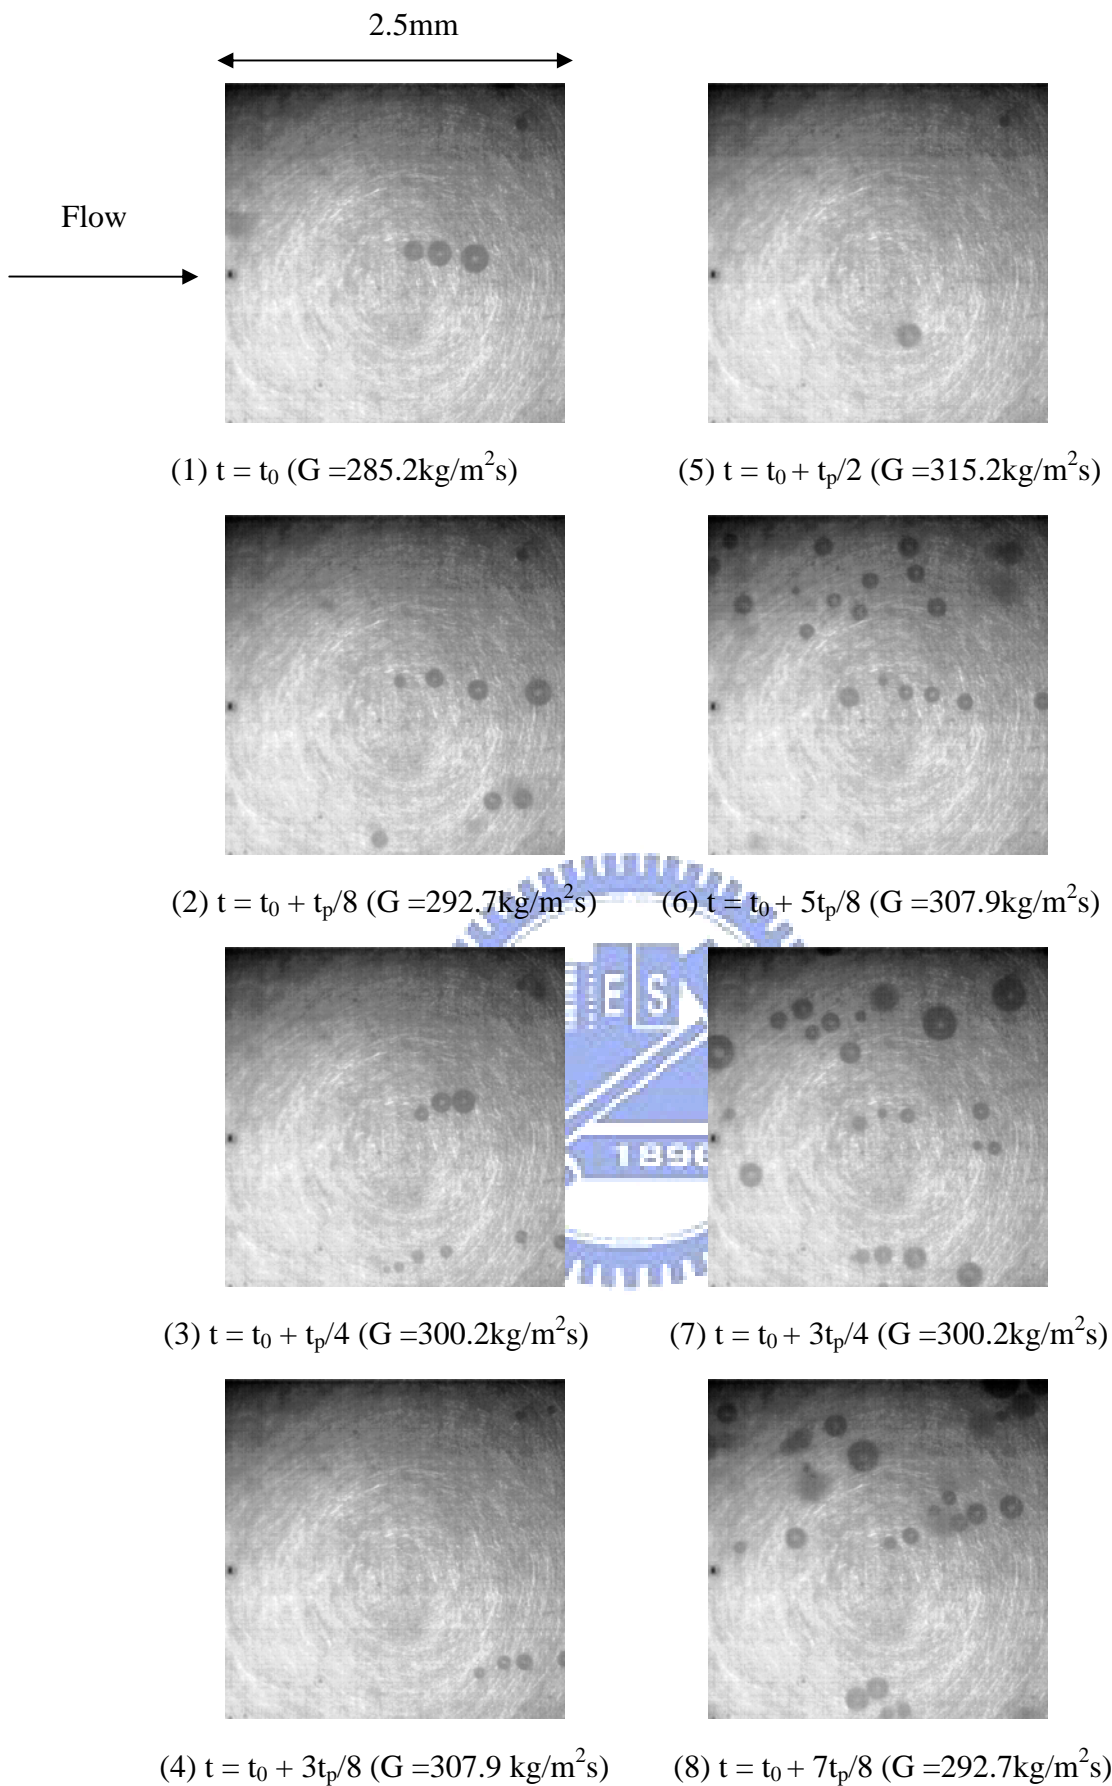 2.5mm
Flow
(1) t = t₀ (G =285.2kg/m²s)
(5) t = t₀ + tₚ/2 (G =315.2kg/m²s)
(2) t = t₀ + tₚ/8 (G =292.7kg/m²s)
(6) t = t₀ + 5tₚ/8 (G =307.9kg/m²s)
E S
189
(3) t = t₀ + tₚ/4 (G =300.2kg/m²s)
(7) t = t₀ + 3tₚ/4 (G =300.2kg/m²s)
(4) t = t₀ + 3tₚ/8 (G =307.9 kg/m²s)
(8) t = t₀ + 7tₚ/8 (G =292.7kg/m²s)